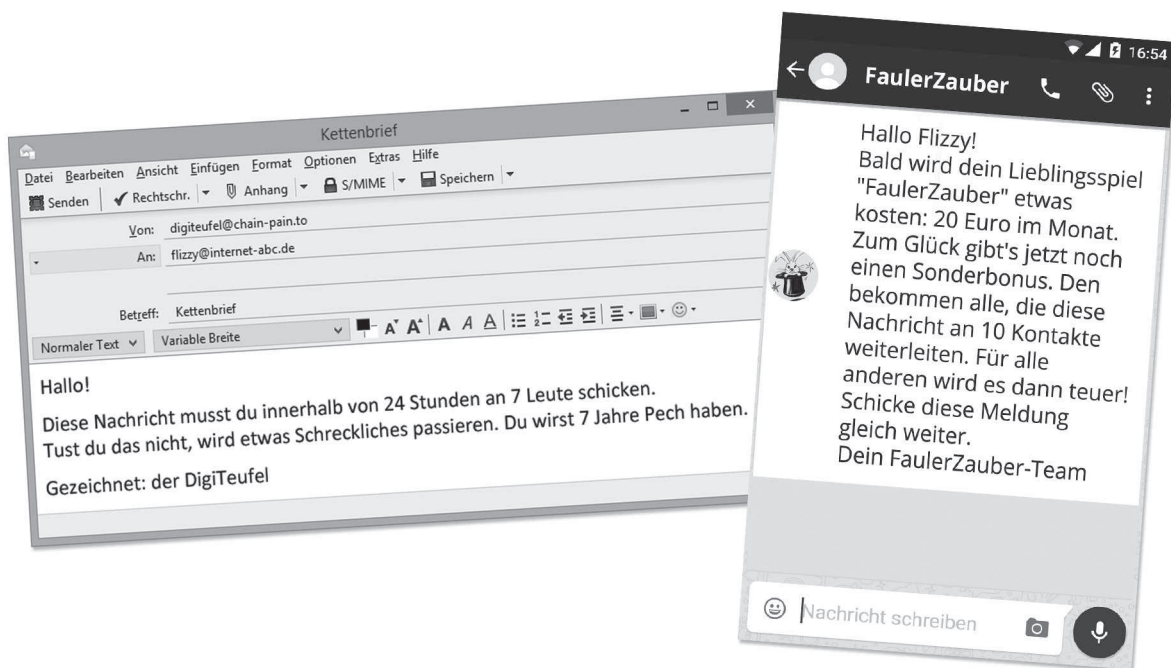 Kettenbrief
Datei Bearbeiten Ansicht Einfügen Format Optionen Extras Hilfe
Senden Rechtschr. Anhang S/MIME Speichern
Von: digiteufel@chain-pain.to
An: flizzy@internet-abc.de
Betreff: Kettenbrief
Normaler Text Variable Breite
Hallo!
Diese Nachricht musst du innerhalb von 24 Stunden an 7 Leute schicken.
Tust du das nicht, wird etwas Schreckliches passieren. Du wirst 7 Jahre Pech haben.
Gezeichnet: der DigiTeufel
16:54
FaulerZauber
Hallo Flizzy!
Bald wird dein Lieblingsspiel
"FaulerZauber" etwas
kosten: 20 Euro im Monat.
Zum Glück gibt's jetzt noch
einen Sonderbonus. Den
bekommen alle, die diese
Nachricht an 10 Kontakte
weiterleiten. Für alle
anderen wird es dann teuer!
Schicke diese Meldung
gleich weiter.
Dein FaulerZauber-Team
Nachricht schreiben